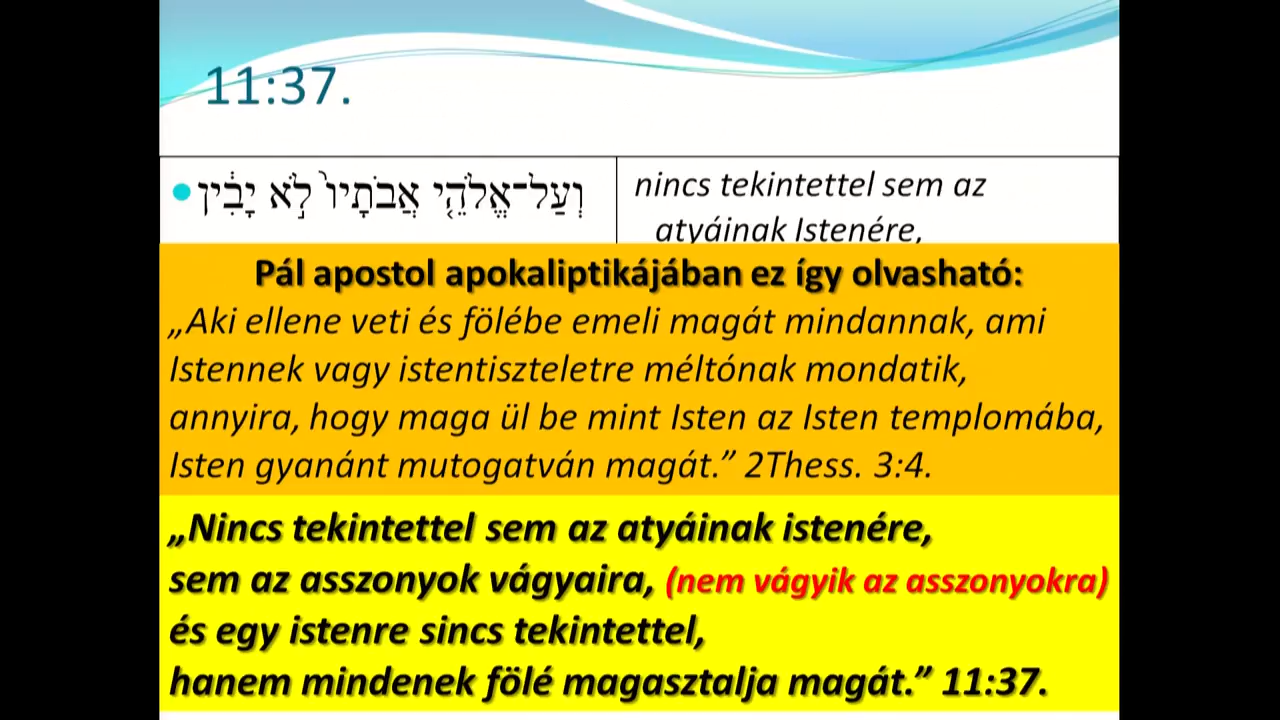 11:37.
וְעַל־אֱלֹהֵ֤י אֲבֹתָיו֙ לֹ֣א יָבִ֔ין
nincs tekintettel sem az
atyáinak Istenére,
Pál apostol apokaliptikájában ez így olvasható:
„Aki ellene veti és fölébe emeli magát mindannak, ami
Istennek vagy istentiszteletre méltónak mondatik,
annyira, hogy maga ül be mint Isten az Isten templomába,
Isten gyanánt mutogatván magát.” 2Thess. 3:4.
„Nincs tekintettel sem az atyáinak istenére,
sem az asszonyok vágyaira, (nem vágyik az asszonyokra)
és egy istenre sincs tekintettel,
hanem mindenek fölé magasztalja magát.” 11:37.